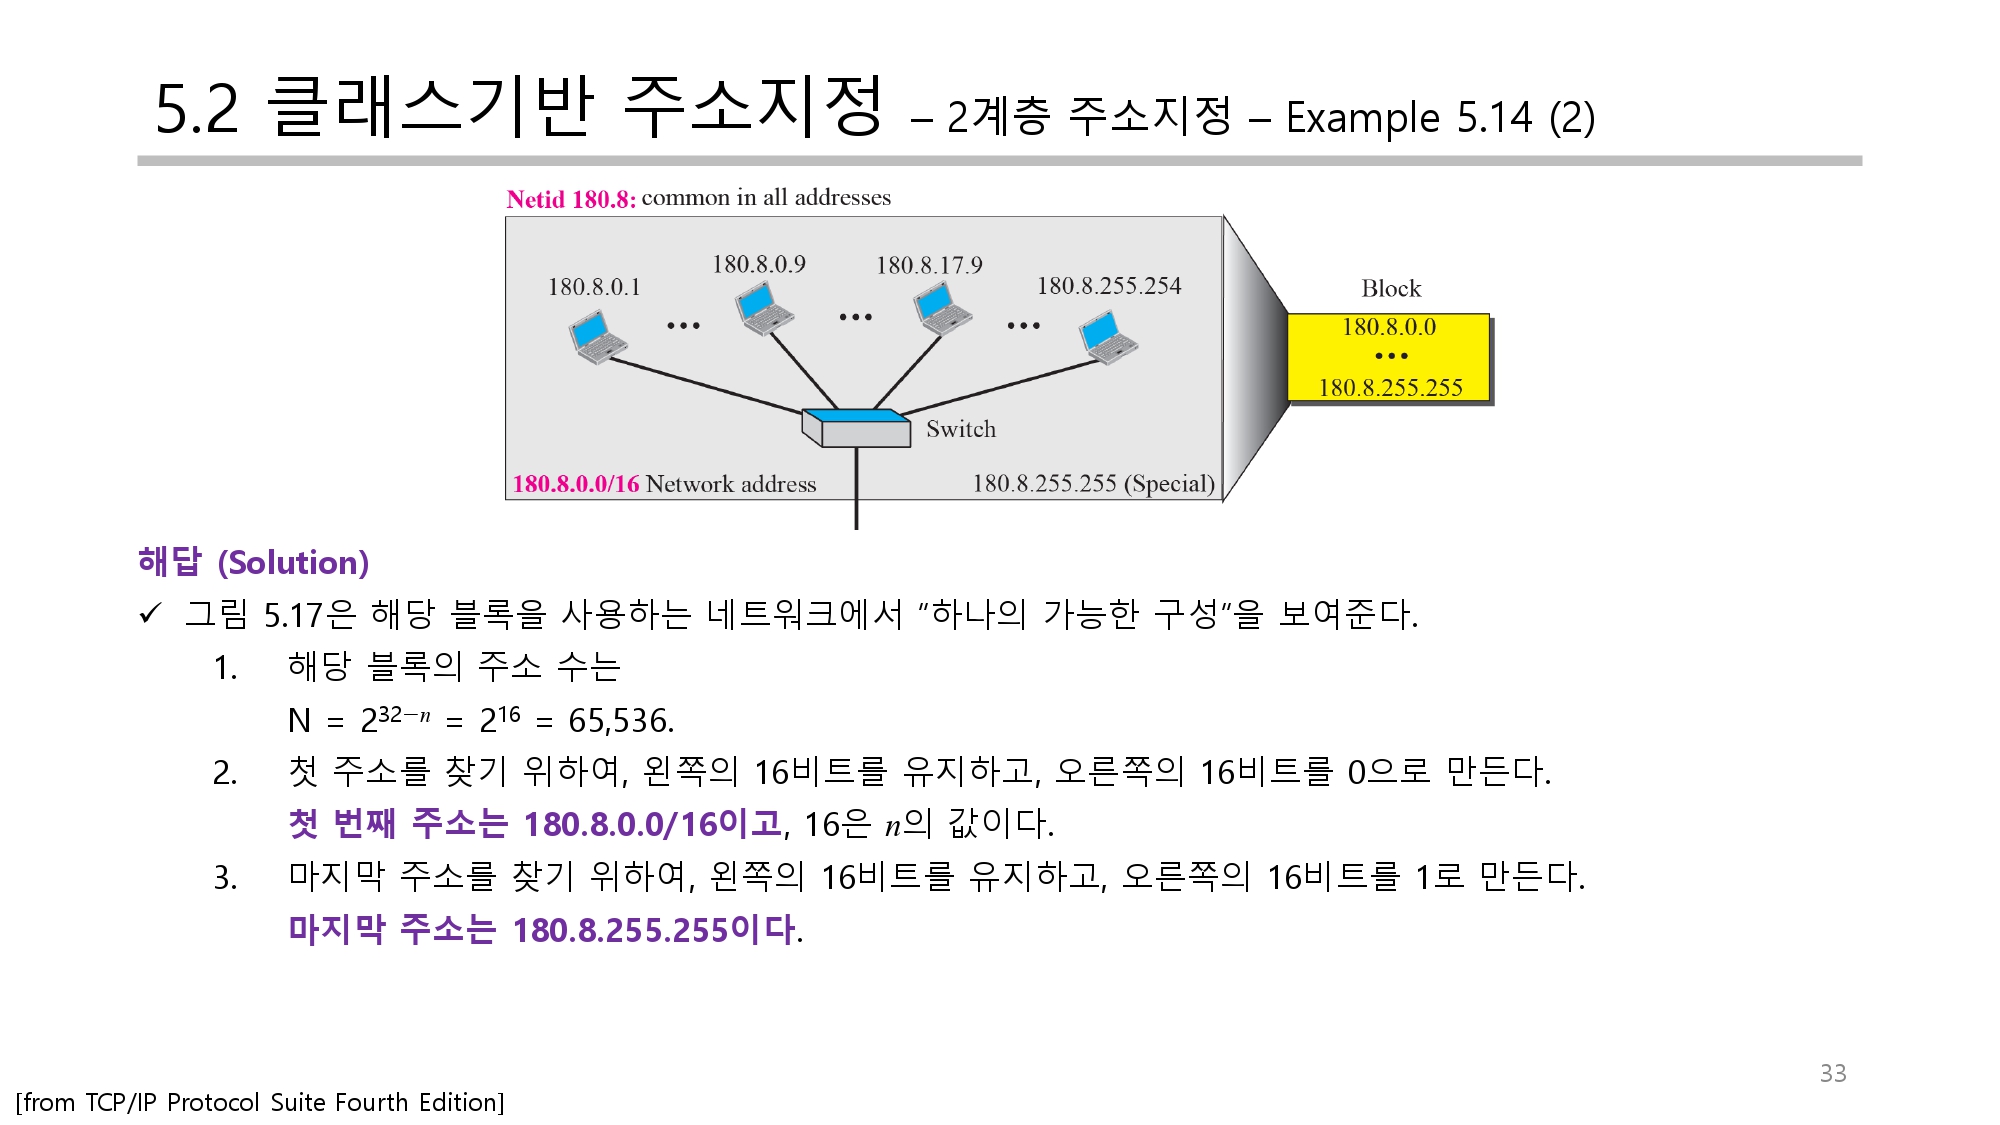 5.2 클래스기반 주소지정 – 2계층 주소지정 – Example 5.14 (2)
Netid 180.8: common in all addresses
180.8.0.1
180.8.0.9
180.8.17.9
180.8.255.254
Switch
180.8.0.0/16 Network address
180.8.255.255 (Special)
Block
180.8.0.0
•••
180.8.255.255
해답 (Solution)
✓ 그림 5.17은 해당 블록을 사용하는 네트워크에서 “하나의 가능한 구성“을 보여준다.
1. 해당 블록의 주소 수는
N = 2³²⁻ⁿ = 2¹⁶ = 65,536.
2. 첫 주소를 찾기 위하여, 왼쪽의 16비트를 유지하고, 오른쪽의 16비트를 0으로 만든다.
첫 번째 주소는 180.8.0.0/16이고, 16은 n의 값이다.
3. 마지막 주소를 찾기 위하여, 왼쪽의 16비트를 유지하고, 오른쪽의 16비트를 1로 만든다.
마지막 주소는 180.8.255.255이다.
33
[from TCP/IP Protocol Suite Fourth Edition]